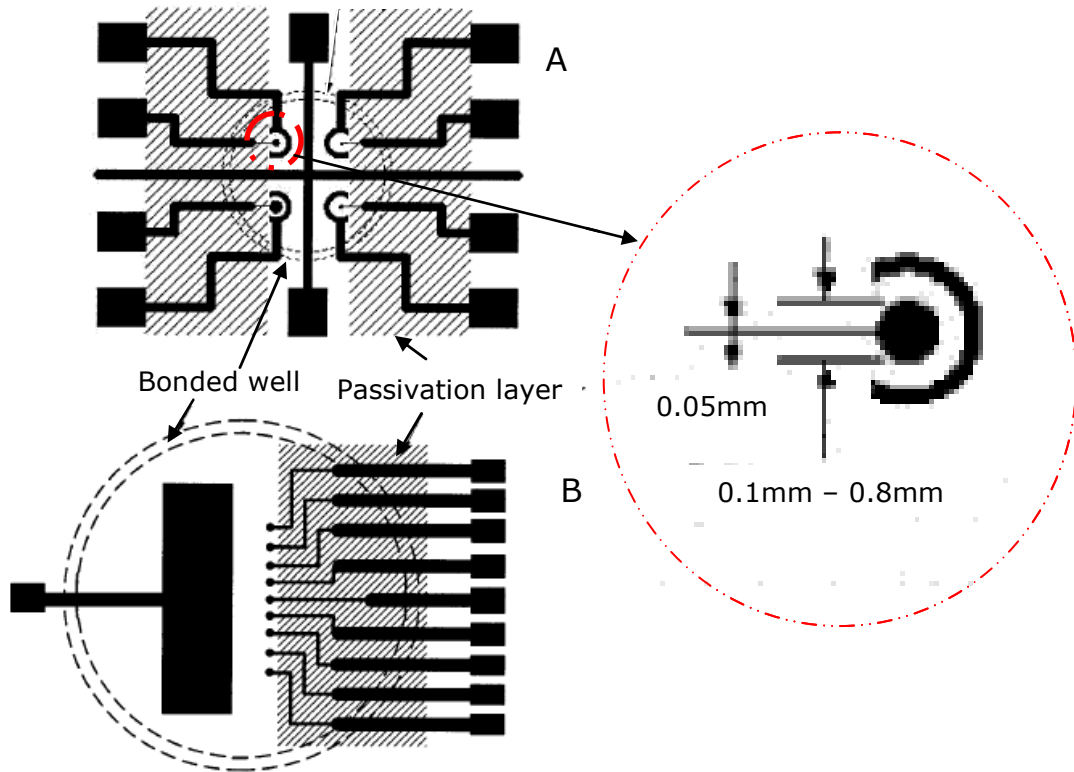 A
Bonded well
Passivation layer
0.05mm
B
0.1mm – 0.8mm